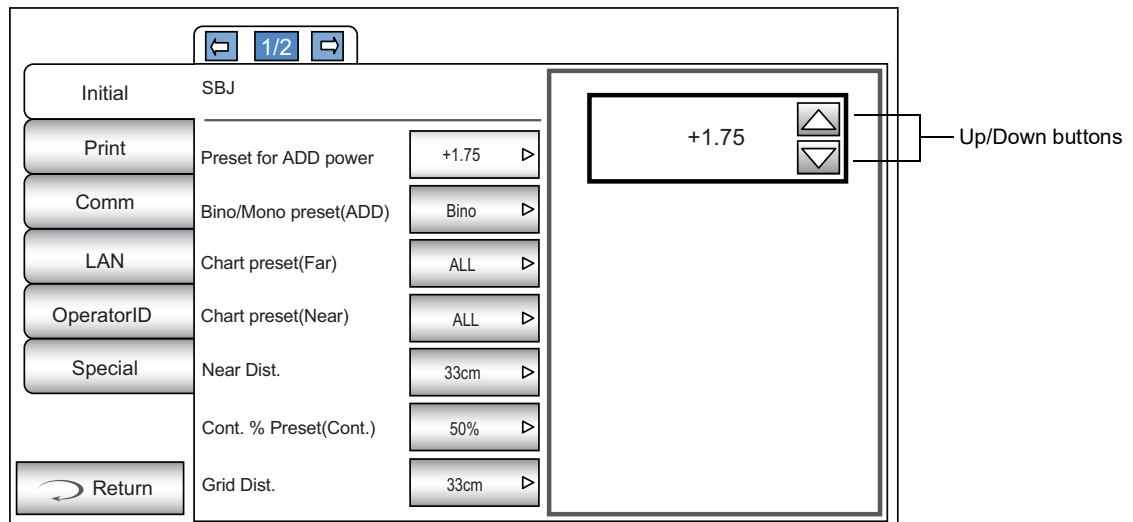 1/2
Initial
Print
Comm
LAN
OperatorID
Special
Return
SBJ
Preset for ADD power +1.75
Bino/Mono preset(ADD) Bino
Chart preset(Far) ALL
Chart preset(Near) ALL
Near Dist. 33cm
Cont. % Preset(Cont.) 50%
Grid Dist. 33cm
+1.75
Up/Down buttons